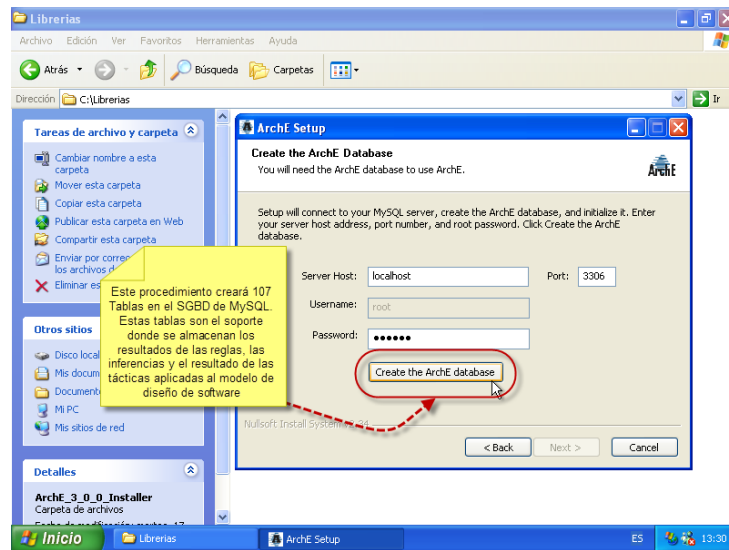 Librerias
Archivo Edición Ver Favoritos Herramientas Ayuda
Atrás Búsqueda Carpetas
Dirección C:\Librerias Ir
Tareas de archivo y carpeta
Cambiar nombre a esta
carpeta
Mover esta carpeta
Copiar esta carpeta
Publicar esta carpeta en Web
Compartir esta carpeta
Enviar por
los archivos
Eliminar
Otros sitios
Disco local
Mis
Mi PC
Mis sitios de red
Detalles
ArchE_3_0_0_Installer
Carpeta de archivos
ArchE Setup
Create the ArchE Database
You will need the ArchE database to use ArchE.
ArchE
Setup will connect to your MySQL server, create the ArchE database, and initialize it. Enter
your server host address, port number, and root password. Click Create the ArchE
database.
Server Host: localhost Port: 3306
Username: root
Password: ••••••
Create the ArchE database
Nullsoft Install System
< Back Next > Cancel
Este procedimiento creará 107
Tablas en el SGBD de MySQL.
Estas tablas son el soporte
donde se almacenan los
resultados de las reglas, las
inferencias y el resultado de las
tácticas aplicadas al modelo de
diseño de software
Inicio Librerias ArchE Setup ES 13:30